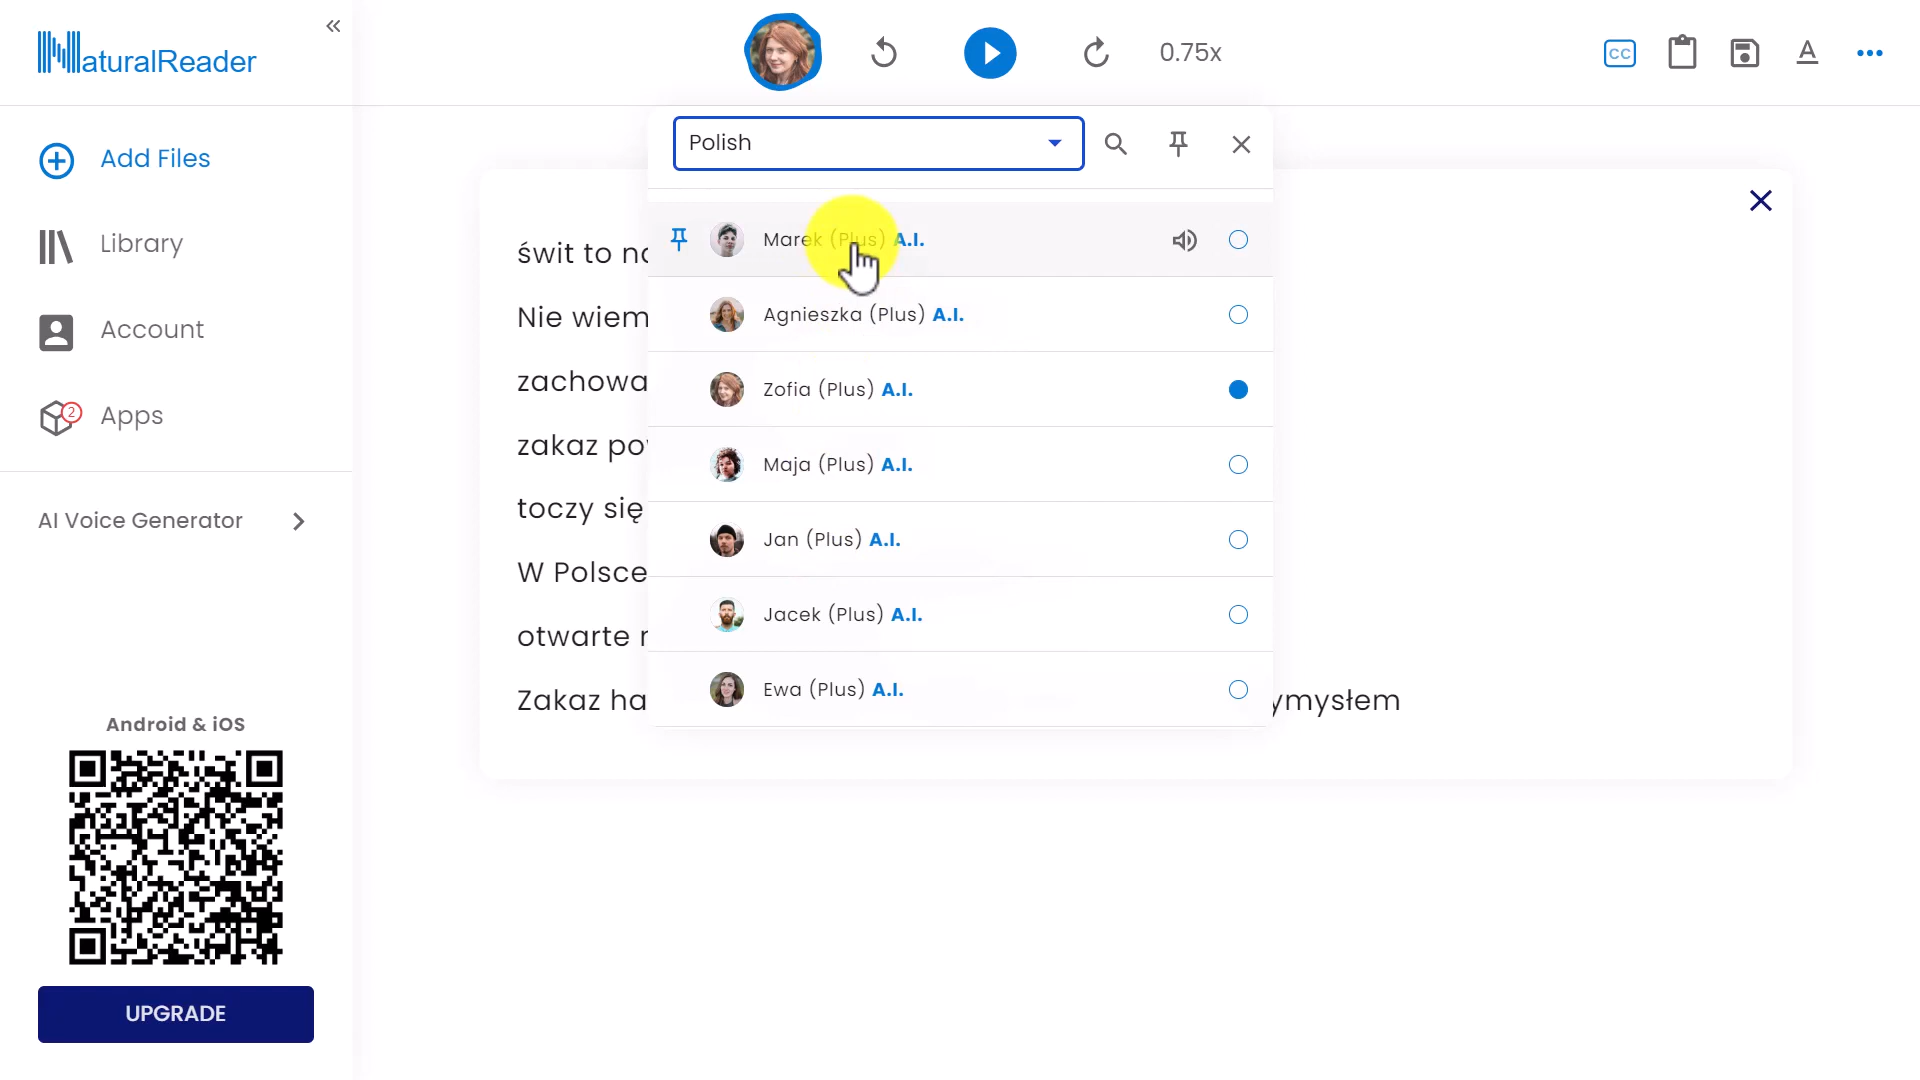 NaturalReader
0.75x
CC
A
Add Files
Library
Account
2
Apps
AI Voice Generator
Android & iOS
UPGRADE
Polish
Marek (Plus) A.I.
Agnieszka (Plus) A.I.
Zofia (Plus) A.I.
Maja (Plus) A.I.
Jan (Plus) A.I.
Jacek (Plus) A.I.
Ewa (Plus) A.I.
świt to
Nie wiem
zachowa
zakaz
toczy się
W Polsce
otwarte
Zakaz ha ymysłem